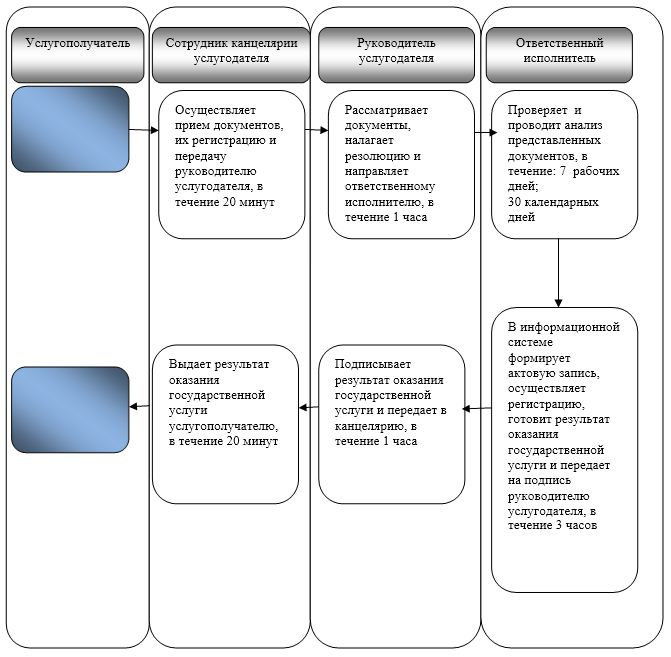 Услугополучатель
Сотрудник канцелярии
услугодателя
Руководитель
услугодателя
Ответственный
исполнитель
Осуществляет
прием документов,
их регистрацию и
передачу
руководителю
услугодателя, в
течение 20 минут
Рассматривает
документы,
налагает
резолюцию и
направляет
ответственному
исполнителю, в
течение 1 часа
Проверяет и
проводит анализ
представленных
документов, в
течение: 7 рабочих
дней;
30 календарных
дней
В информационной
системе
формирует
актовую запись,
осуществляет
регистрацию,
готовит результат
оказания
государственной
услуги и передает
на подпись
руководителю
услугодателя, в
течение 3 часов
Подписывает
результат оказания
государственной
услуги и передает в
канцелярию, в
течение 1 часа
Выдает результат
оказания
государственной
услуги
услугополучателю,
в течение 20 минут